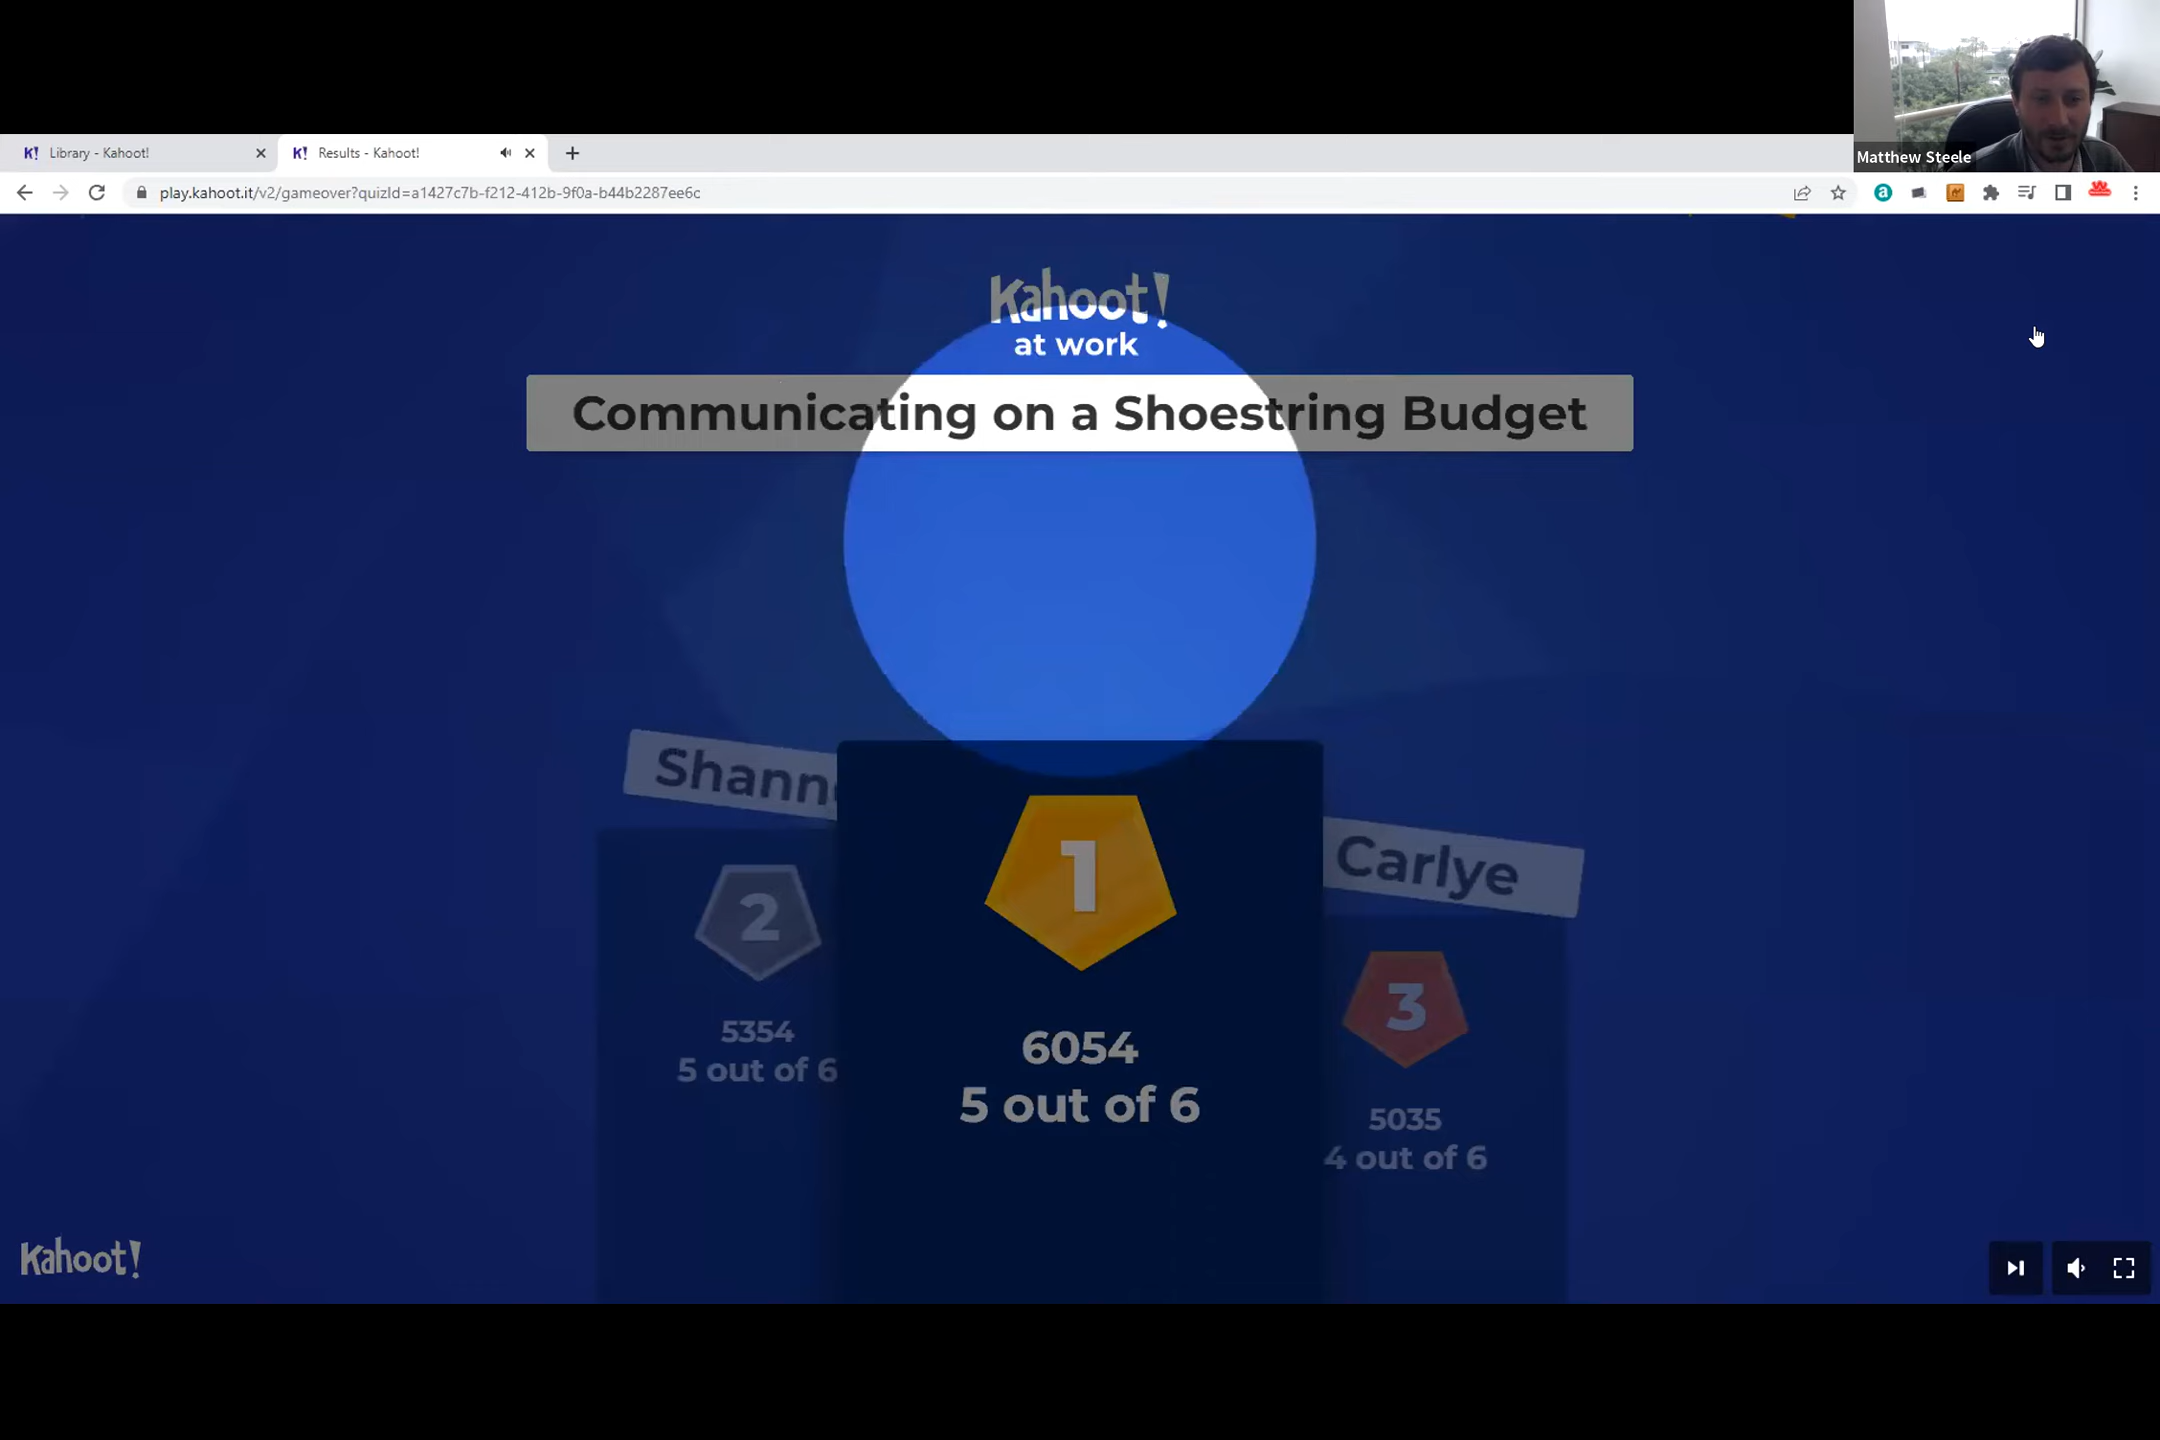 Matthew Steele
Library - Kahoot!
Results - Kahoot!
play.kahoot.it/v2/gameover?quizId=a1427c7b-f212-412b-9f0a-b44b2287ee6c
Kahoot!
at work
Communicating on a Shoestring Budget
Shann
1
2
Carlye
3
5354
5 out of 6
6054
5 out of 6
5035
4 out of 6
Kahoot!